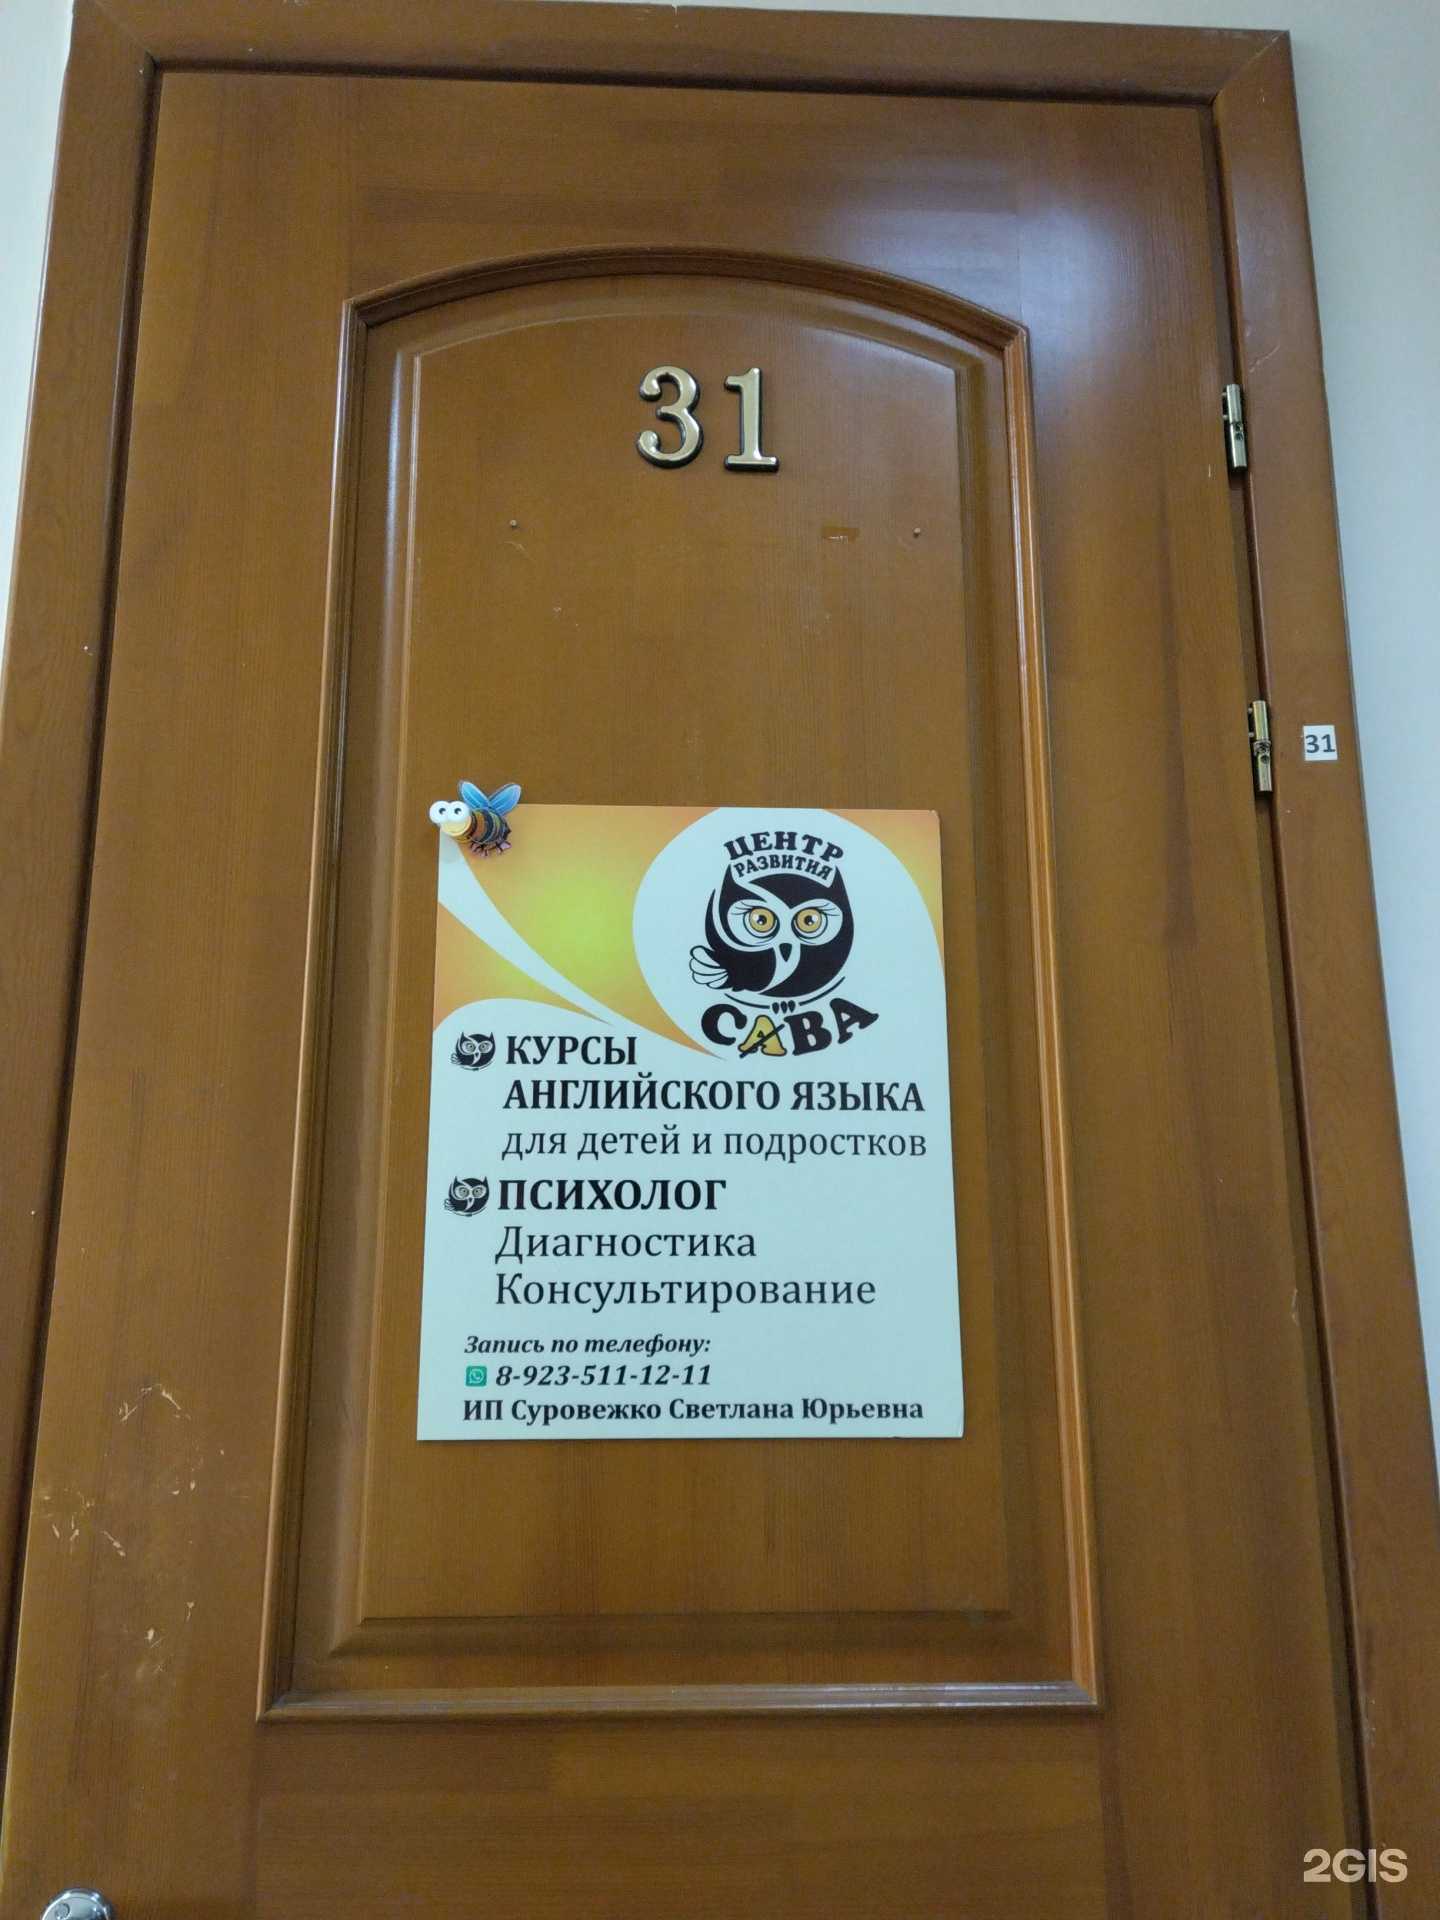 31
31
ЦЕНТР
РАЗВИТИЯ
САВА
КУРСЫ
АНГЛИЙСКОГО ЯЗЫКА
для детей и подростков
ПСИХОЛОГ
Диагностика
Консультирование
Запись по телефону:
8-923-511-12-11
ИП Суровежко Светлана Юрьевна
2GIS